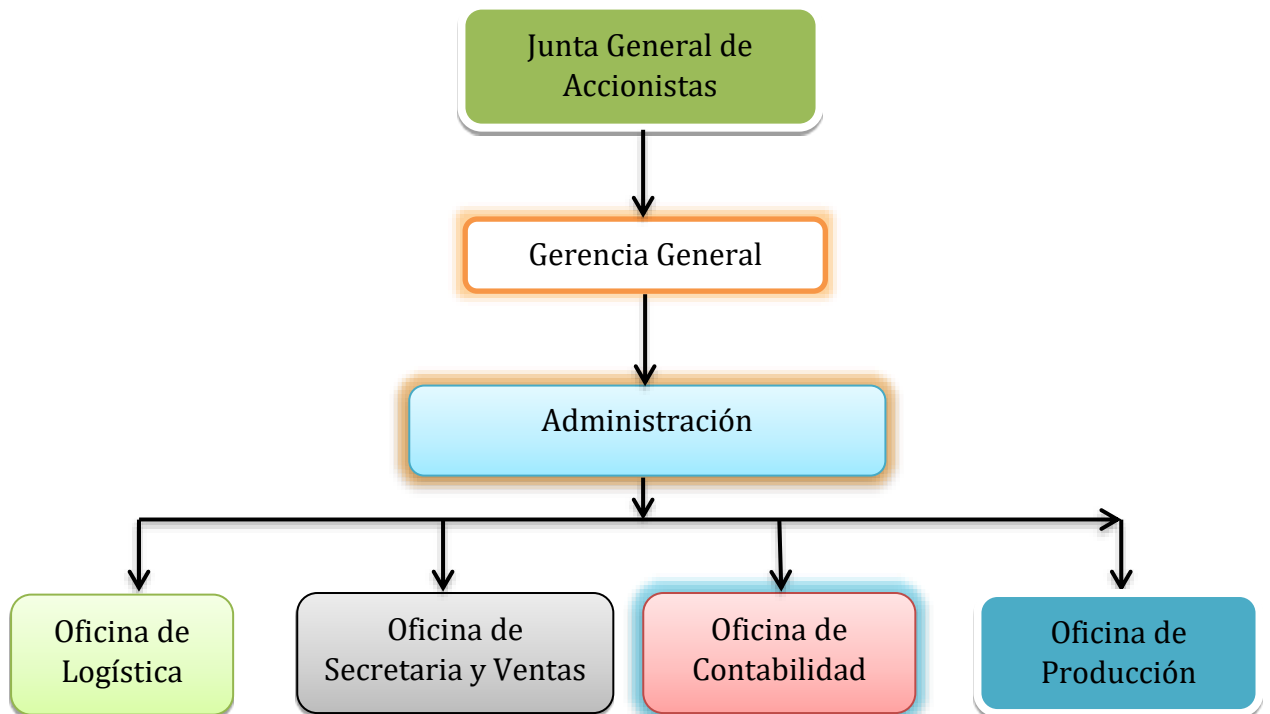 Junta General de
Accionistas
Gerencia General
Administración
Oficina de
Logística
Oficina de
Secretaria y Ventas
Oficina de
Contabilidad
Oficina de
Producción